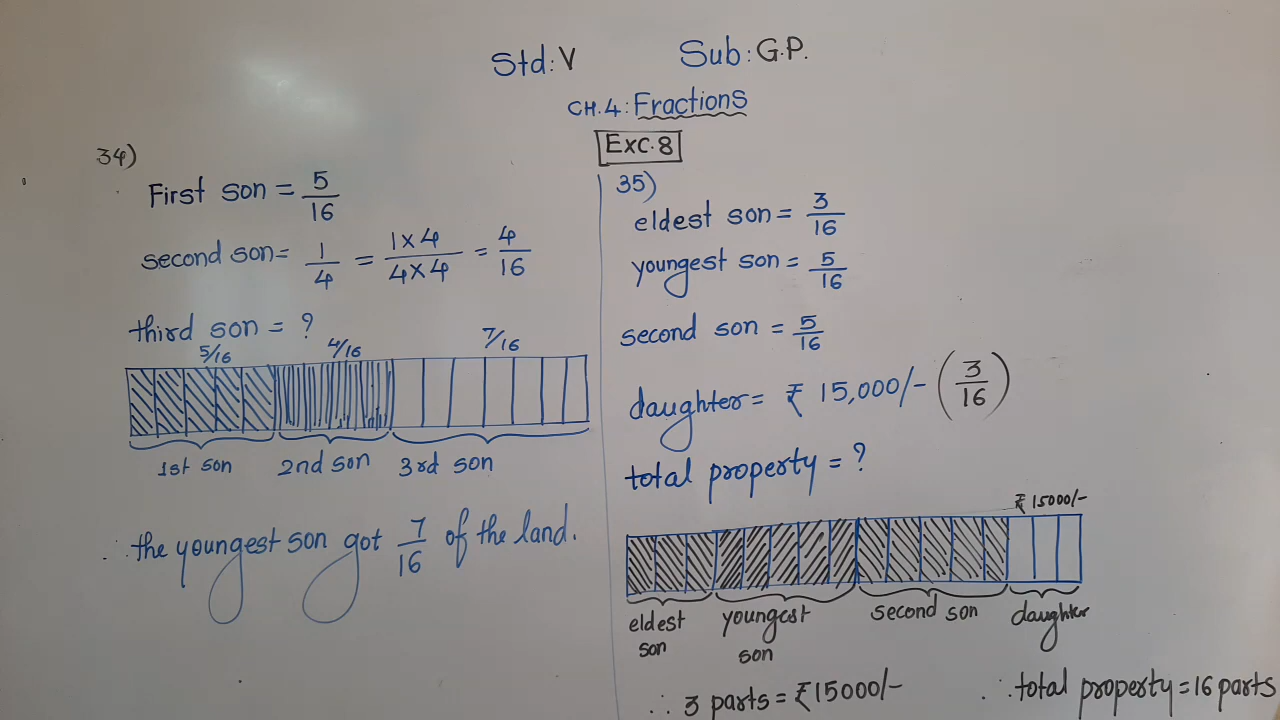 Std: V Sub: G.P.
CH.4: Fractions
Exc.8
34)
First son = 5/16
second son = 1/4 = 1×4/4×4 = 4/16
third son = ?
5/16 4/16 7/16
1st son 2nd son 3rd son
∴ the youngest son got 7/16 of the land.
35)
eldest son = 3/16
youngest son = 5/16
second son = 5/16
daughter = ₹ 15,000/- (3/16)
total property = ?
₹ 15000/-
eldest son youngest son second son daughter
∴ 3 parts = ₹15000/- ∴ total property = 16 parts